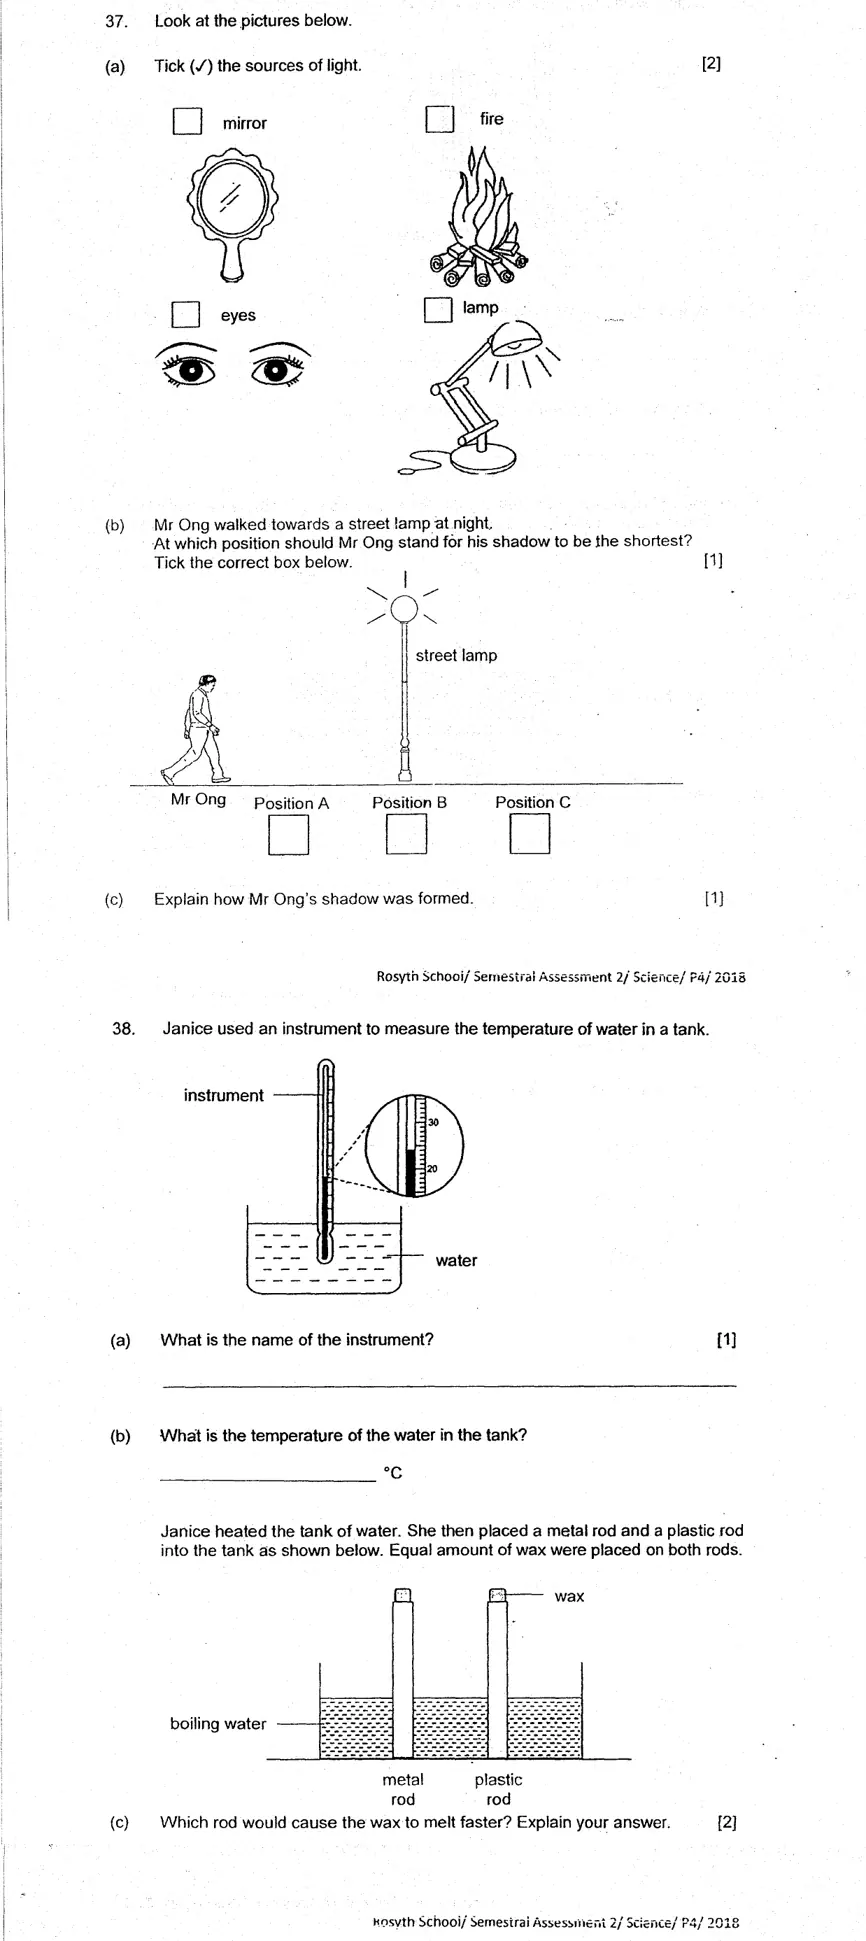 37. Look at the pictures below.
(a) Tick (✓) the sources of light. [2]
mirror
fire
eyes
lamp
(b) Mr Ong walked towards a street lamp at night.
At which position should Mr Ong stand for his shadow to be the shortest?
Tick the correct box below. [1]
street lamp
Mr Ong Position A Position B Position C
(c) Explain how Mr Ong's shadow was formed. [1]
Rosyth School/ Semestral Assessment 2/ Science/ P4/ 2018
38. Janice used an instrument to measure the temperature of water in a tank.
instrument
30
20
water
(a) What is the name of the instrument? [1]
(b) What is the temperature of the water in the tank?
°C
Janice heated the tank of water. She then placed a metal rod and a plastic rod
into the tank as shown below. Equal amount of wax were placed on both rods.
wax
boiling water
metal plastic
rod rod
(c) Which rod would cause the wax to melt faster? Explain your answer. [2]
Rosyth School/ Semestral Assessment 2/ Science/ P4/ 2018